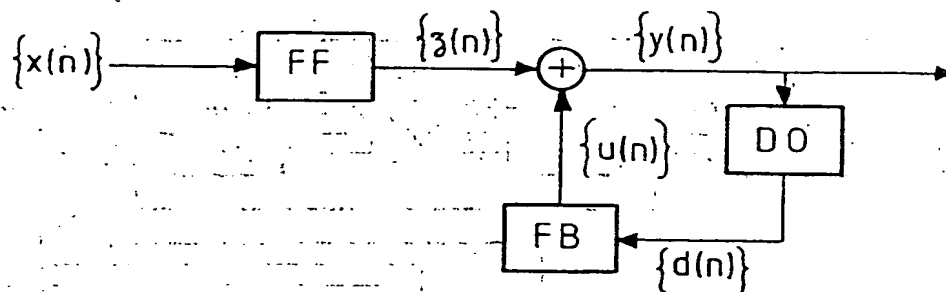 {x(n)}
FF
{z(n)}
+
{y(n)}
{u(n)}
DO
FB
{d(n)}